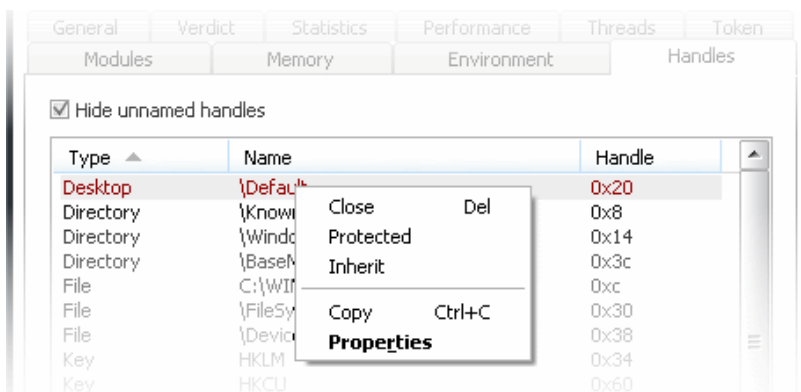 General Verdict Statistics Performance Threads Token
Modules Memory Environment Handles
Hide unnamed handles
Type Name Handle
Desktop \Default 0x20
Directory \Known 0x8
Directory \Windo 0x14
Directory \BaseN 0x3c
File C:\WIN 0xc
File \FileSy 0x30
File \Device 0x38
Key HKLM 0x34
Key HKCU 0x60
Close Del
Protected
Inherit
Copy Ctrl+C
Properties